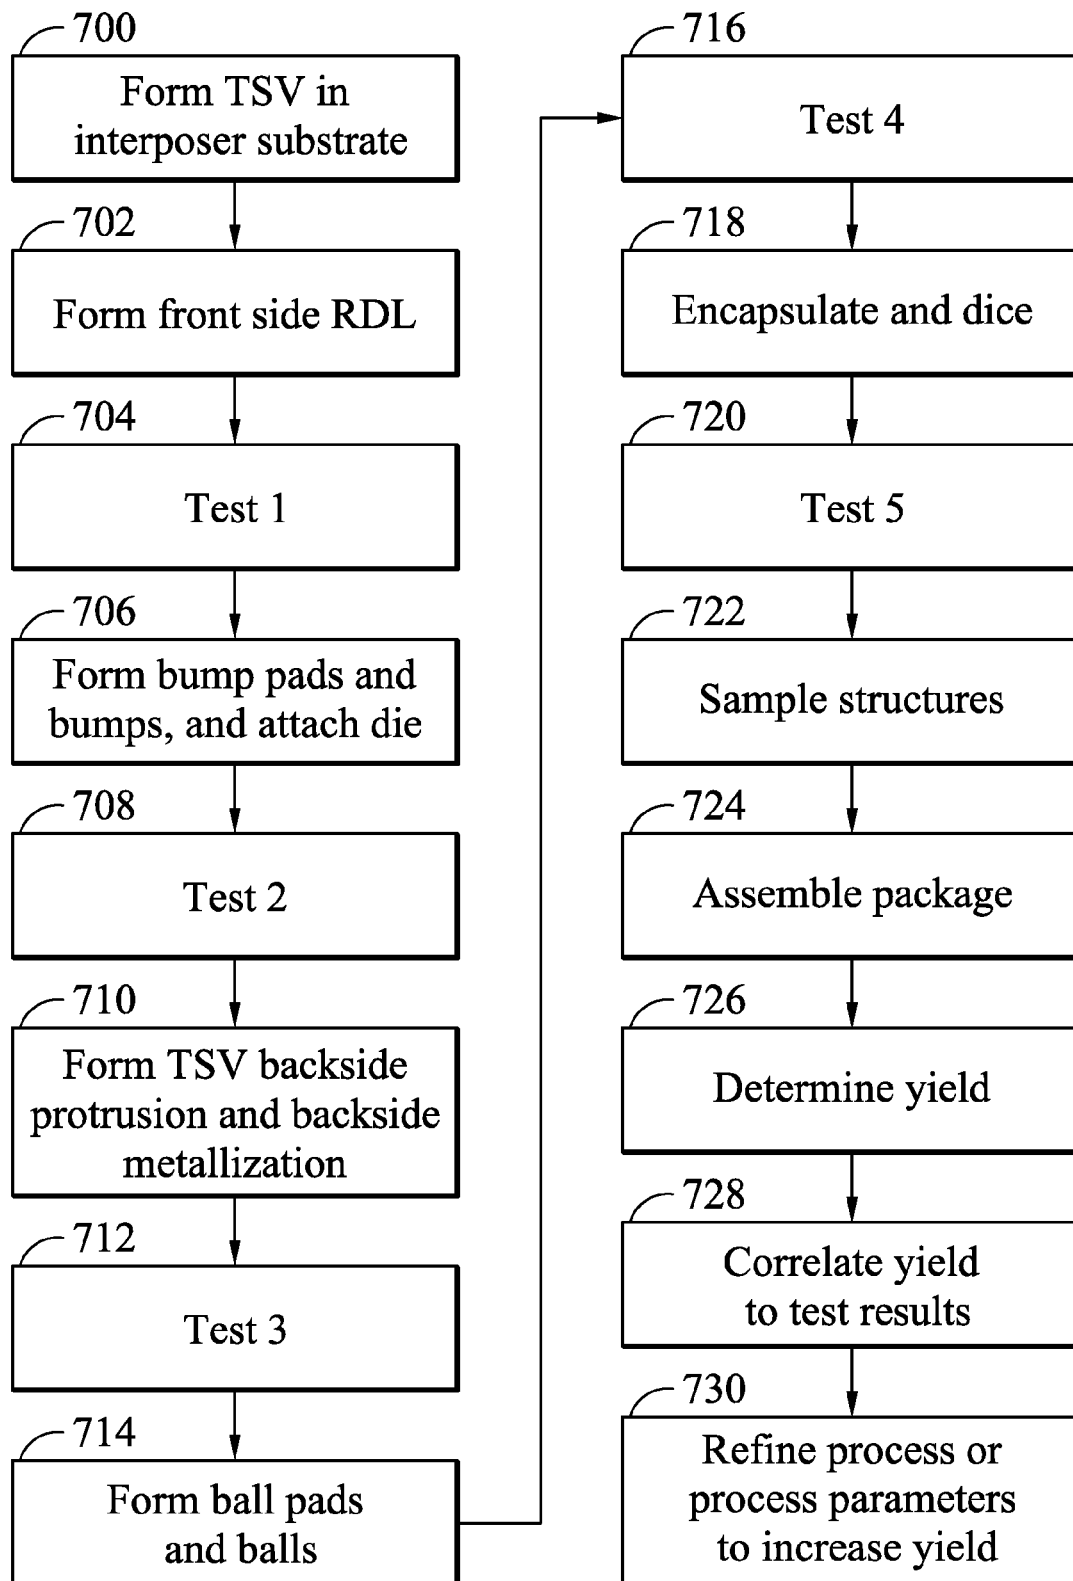 700
Form TSV in
interposer substrate
702
Form front side RDL
704
Test 1
706
Form bump pads and
bumps, and attach die
708
Test 2
710
Form TSV backside
protrusion and backside
metallization
712
Test 3
714
Form ball pads
and balls
716
Test 4
718
Encapsulate and dice
720
Test 5
722
Sample structures
724
Assemble package
726
Determine yield
728
Correlate yield
to test results
730
Refine process or
process parameters
to increase yield